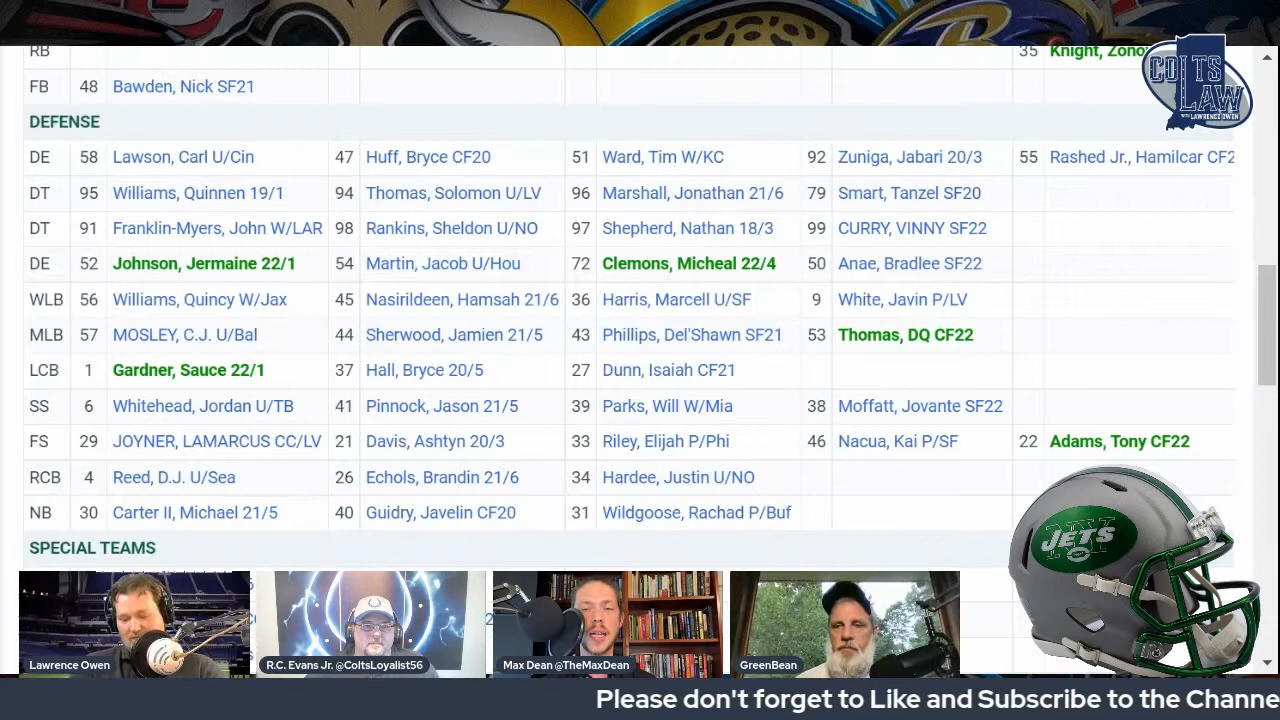 RB 35 Knight, Zono
FB 48 Bawden, Nick SF21
COLTS
LAW
WITH LAWRENCE OWEN
DEFENSE
DE 58 Lawson, Carl U/Cin 47 Huff, Bryce CF20 51 Ward, Tim W/KC 92 Zuniga, Jabari 20/3 55 Rashed Jr., Hamilcar CF2
DT 95 Williams, Quinnen 19/1 94 Thomas, Solomon U/LV 96 Marshall, Jonathan 21/6 79 Smart, Tanzel SF20
DT 91 Franklin-Myers, John W/LAR 98 Rankins, Sheldon U/NO 97 Shepherd, Nathan 18/3 99 CURRY, VINNY SF22
DE 52 Johnson, Jermaine 22/1 54 Martin, Jacob U/Hou 72 Clemons, Micheal 22/4 50 Anae, Bradlee SF22
WLB 56 Williams, Quincy W/Jax 45 Nasirildeen, Hamsah 21/6 36 Harris, Marcell U/SF 9 White, Javin P/LV
MLB 57 MOSLEY, C.J. U/Bal 44 Sherwood, Jamien 21/5 43 Phillips, Del'Shawn SF21 53 Thomas, DQ CF22
LCB 1 Gardner, Sauce 22/1 37 Hall, Bryce 20/5 27 Dunn, Isaiah CF21
SS 6 Whitehead, Jordan U/TB 41 Pinnock, Jason 21/5 39 Parks, Will W/Mia 38 Moffatt, Jovante SF22
FS 29 JOYNER, LAMARCUS CC/LV 21 Davis, Ashtyn 20/3 33 Riley, Elijah P/Phi 46 Nacua, Kai P/SF 22 Adams, Tony CF22
RCB 4 Reed, D.J. U/Sea 26 Echols, Brandin 21/6 34 Hardee, Justin U/NO
NB 30 Carter II, Michael 21/5 40 Guidry, Javelin CF20 31 Wildgoose, Rachad P/Buf
SPECIAL TEAMS
JETS
Lawrence Owen
R.C. Evans Jr. @ColtsLoyalist56
Max Dean @TheMaxDean
GreenBean
Please don't forget to Like and Subscribe to the Channe